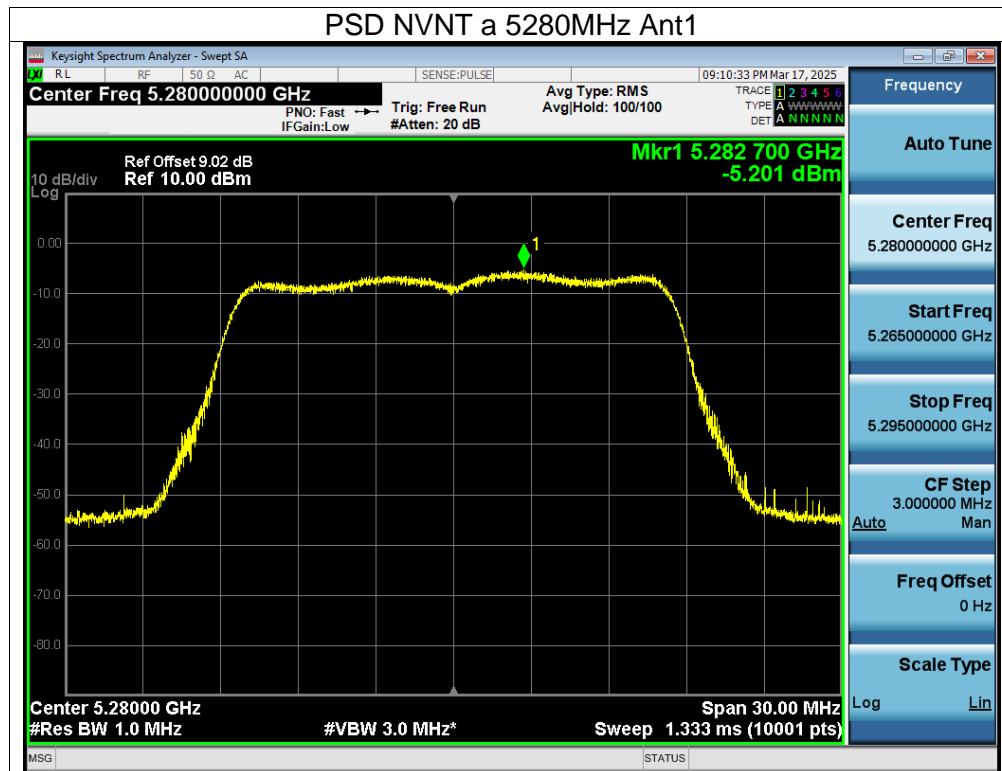 PSD NVNT a 5280MHz Ant1
Keysight Spectrum Analyzer - Swept SA
LXI RL RF 50 Ω AC SENSE:PULSE 09:10:33 PM Mar 17, 2025
Center Freq 5.280000000 GHz
PNO: Fast
IFGain:Low
Trig: Free Run
#Atten: 20 dB
Avg Type: RMS
Avg|Hold: 100/100
TRACE 1 2 3 4 5 6
TYPE A WWWWW
DET A N N N N N
Ref Offset 9.02 dB
Ref 10.00 dBm
10 dB/div
Log
Mkr1 5.282 700 GHz
-5.201 dBm
1
0.00
-10.0
-20.0
-30.0
-40.0
-50.0
-60.0
-70.0
-80.0
Center 5.28000 GHz Span 30.00 MHz
#Res BW 1.0 MHz #VBW 3.0 MHz* Sweep 1.333 ms (10001 pts)
MSG STATUS
Frequency
Auto Tune
Center Freq
5.280000000 GHz
Start Freq
5.265000000 GHz
Stop Freq
5.295000000 GHz
CF Step
3.000000 MHz
Auto Man
Freq Offset
0 Hz
Scale Type
Log Lin